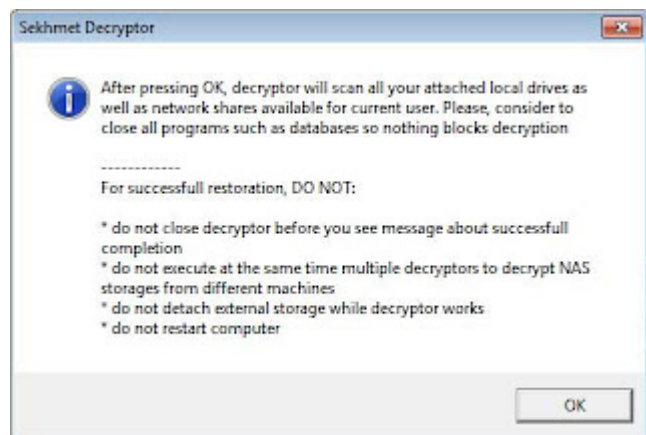 Sekhmet Decryptor
After pressing OK, decryptor will scan all your attached local drives as
well as network shares available for current user. Please, consider to
close all programs such as databases so nothing blocks decryption
------------
For successfull restoration, DO NOT:
* do not close decryptor before you see message about successfull
completion
* do not execute at the same time multiple decryptors to decrypt NAS
storages from different machines
* do not detach external storage while decryptor works
* do not restart computer
OK